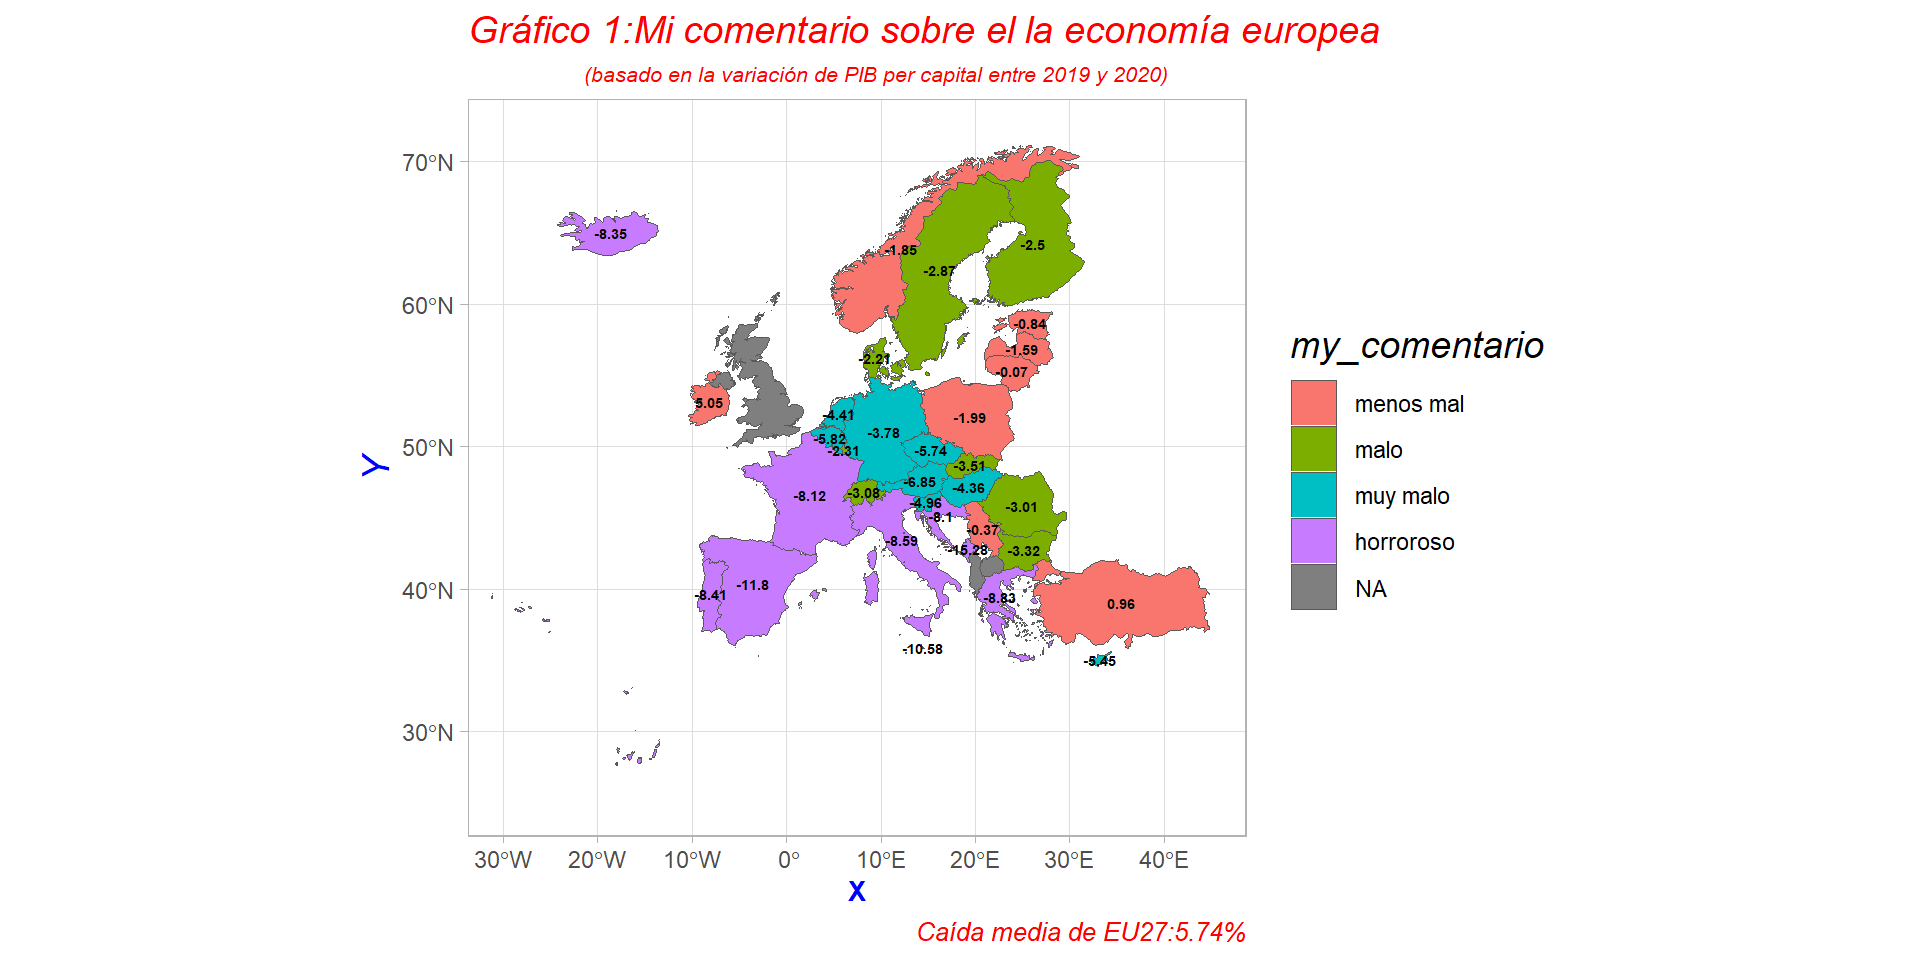 Gráfico 1:Mi comentario sobre el la economía europea
(basado en la variación de PIB per capital entre 2019 y 2020)
70°N
60°N
50°N
40°N
30°N
Y
-8.35
-1.85
-2.5
-2.87
-0.84
-1.59
-2.21
-0.07
5.05
-4.41
-1.99
-3.78
-5.82
-2.31
-5.74
-3.51
-6.85
-4.36
-8.12
-3.08
-4.96
-3.01
-8.1
-0.37
-8.59
-15.28
-3.32
-11.8
-8.41
-8.83
0.96
-10.58
-5.45
my_comentario
menos mal
malo
muy malo
horroroso
NA
30°W 20°W 10°W 0° 10°E 20°E 30°E 40°E
X
Caída media de EU27:5.74%